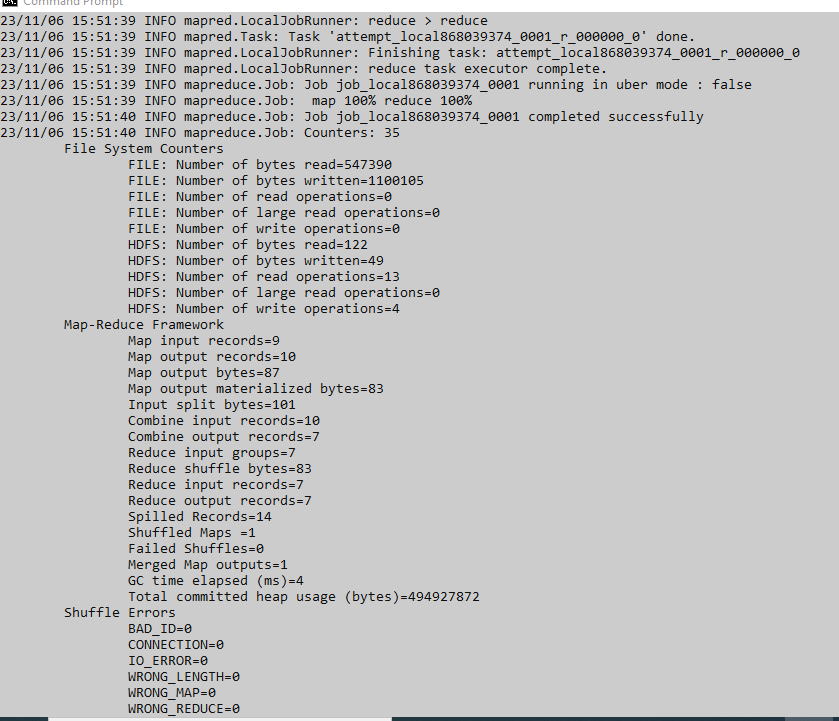 Command Prompt
23/11/06 15:51:39 INFO mapred.LocalJobRunner: reduce > reduce
23/11/06 15:51:39 INFO mapred.Task: Task 'attempt_local868039374_0001_r_000000_0' done.
23/11/06 15:51:39 INFO mapred.LocalJobRunner: Finishing task: attempt_local868039374_0001_r_000000_0
23/11/06 15:51:39 INFO mapred.LocalJobRunner: reduce task executor complete.
23/11/06 15:51:39 INFO mapreduce.Job: Job job_local868039374_0001 running in uber mode : false
23/11/06 15:51:39 INFO mapreduce.Job:  map 100% reduce 100%
23/11/06 15:51:40 INFO mapreduce.Job: Job job_local868039374_0001 completed successfully
23/11/06 15:51:40 INFO mapreduce.Job: Counters: 35
File System Counters
FILE: Number of bytes read=547390
FILE: Number of bytes written=1100105
FILE: Number of read operations=0
FILE: Number of large read operations=0
FILE: Number of write operations=0
HDFS: Number of bytes read=122
HDFS: Number of bytes written=49
HDFS: Number of read operations=13
HDFS: Number of large read operations=0
HDFS: Number of write operations=4
Map-Reduce Framework
Map input records=9
Map output records=10
Map output bytes=87
Map output materialized bytes=83
Input split bytes=101
Combine input records=10
Combine output records=7
Reduce input groups=7
Reduce shuffle bytes=83
Reduce input records=7
Reduce output records=7
Spilled Records=14
Shuffled Maps =1
Failed Shuffles=0
Merged Map outputs=1
GC time elapsed (ms)=4
Total committed heap usage (bytes)=494927872
Shuffle Errors
BAD_ID=0
CONNECTION=0
IO_ERROR=0
WRONG_LENGTH=0
WRONG_MAP=0
WRONG_REDUCE=0